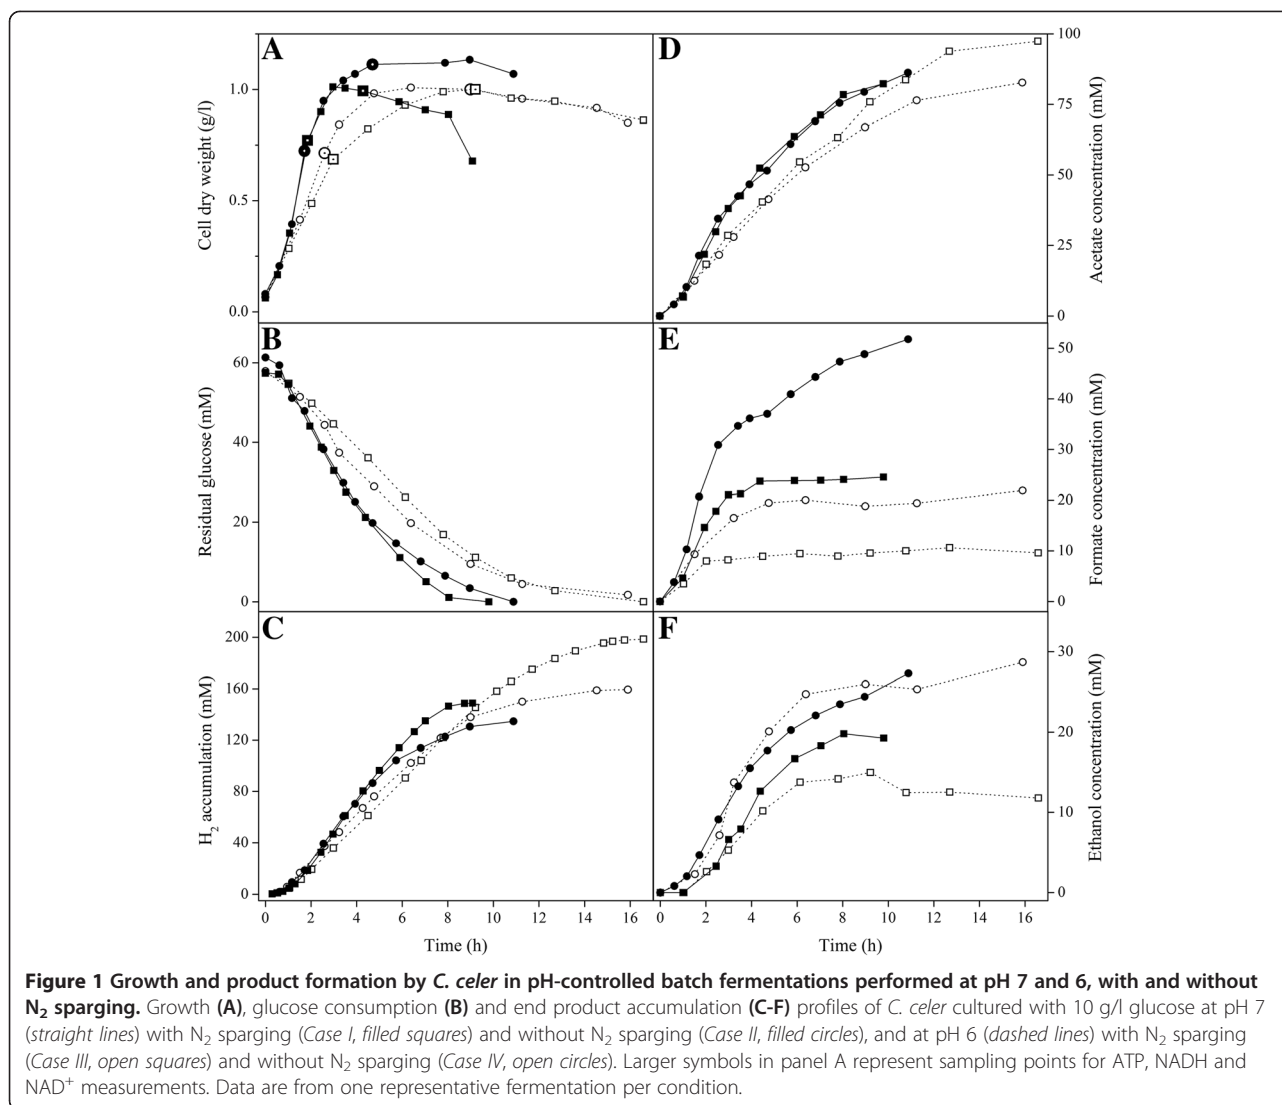 A
D
Cell dry weight (g/l)
1.0
0.5
0.0
100
75
50
25
0
Acetate concentration (mM)
B
E
Residual glucose (mM)
60
40
20
0
50
40
30
20
10
0
Formate concentration (mM)
C
F
H₂ accumulation (mM)
200
160
120
80
40
0
30
20
10
0
Ethanol concentration (mM)
0 2 4 6 8 10 12 14 16
0 2 4 6 8 10 12 14 16
Time (h)
Time (h)
Figure 1 Growth and product formation by C. celer in pH-controlled batch fermentations performed at pH 7 and 6, with and without
N₂ sparging. Growth (A), glucose consumption (B) and end product accumulation (C-F) profiles of C. celer cultured with 10 g/l glucose at pH 7
(straight lines) with N₂ sparging (Case I, filled squares) and without N₂ sparging (Case II, filled circles), and at pH 6 (dashed lines) with N₂ sparging
(Case III, open squares) and without N₂ sparging (Case IV, open circles). Larger symbols in panel A represent sampling points for ATP, NADH and
NAD⁺ measurements. Data are from one representative fermentation per condition.